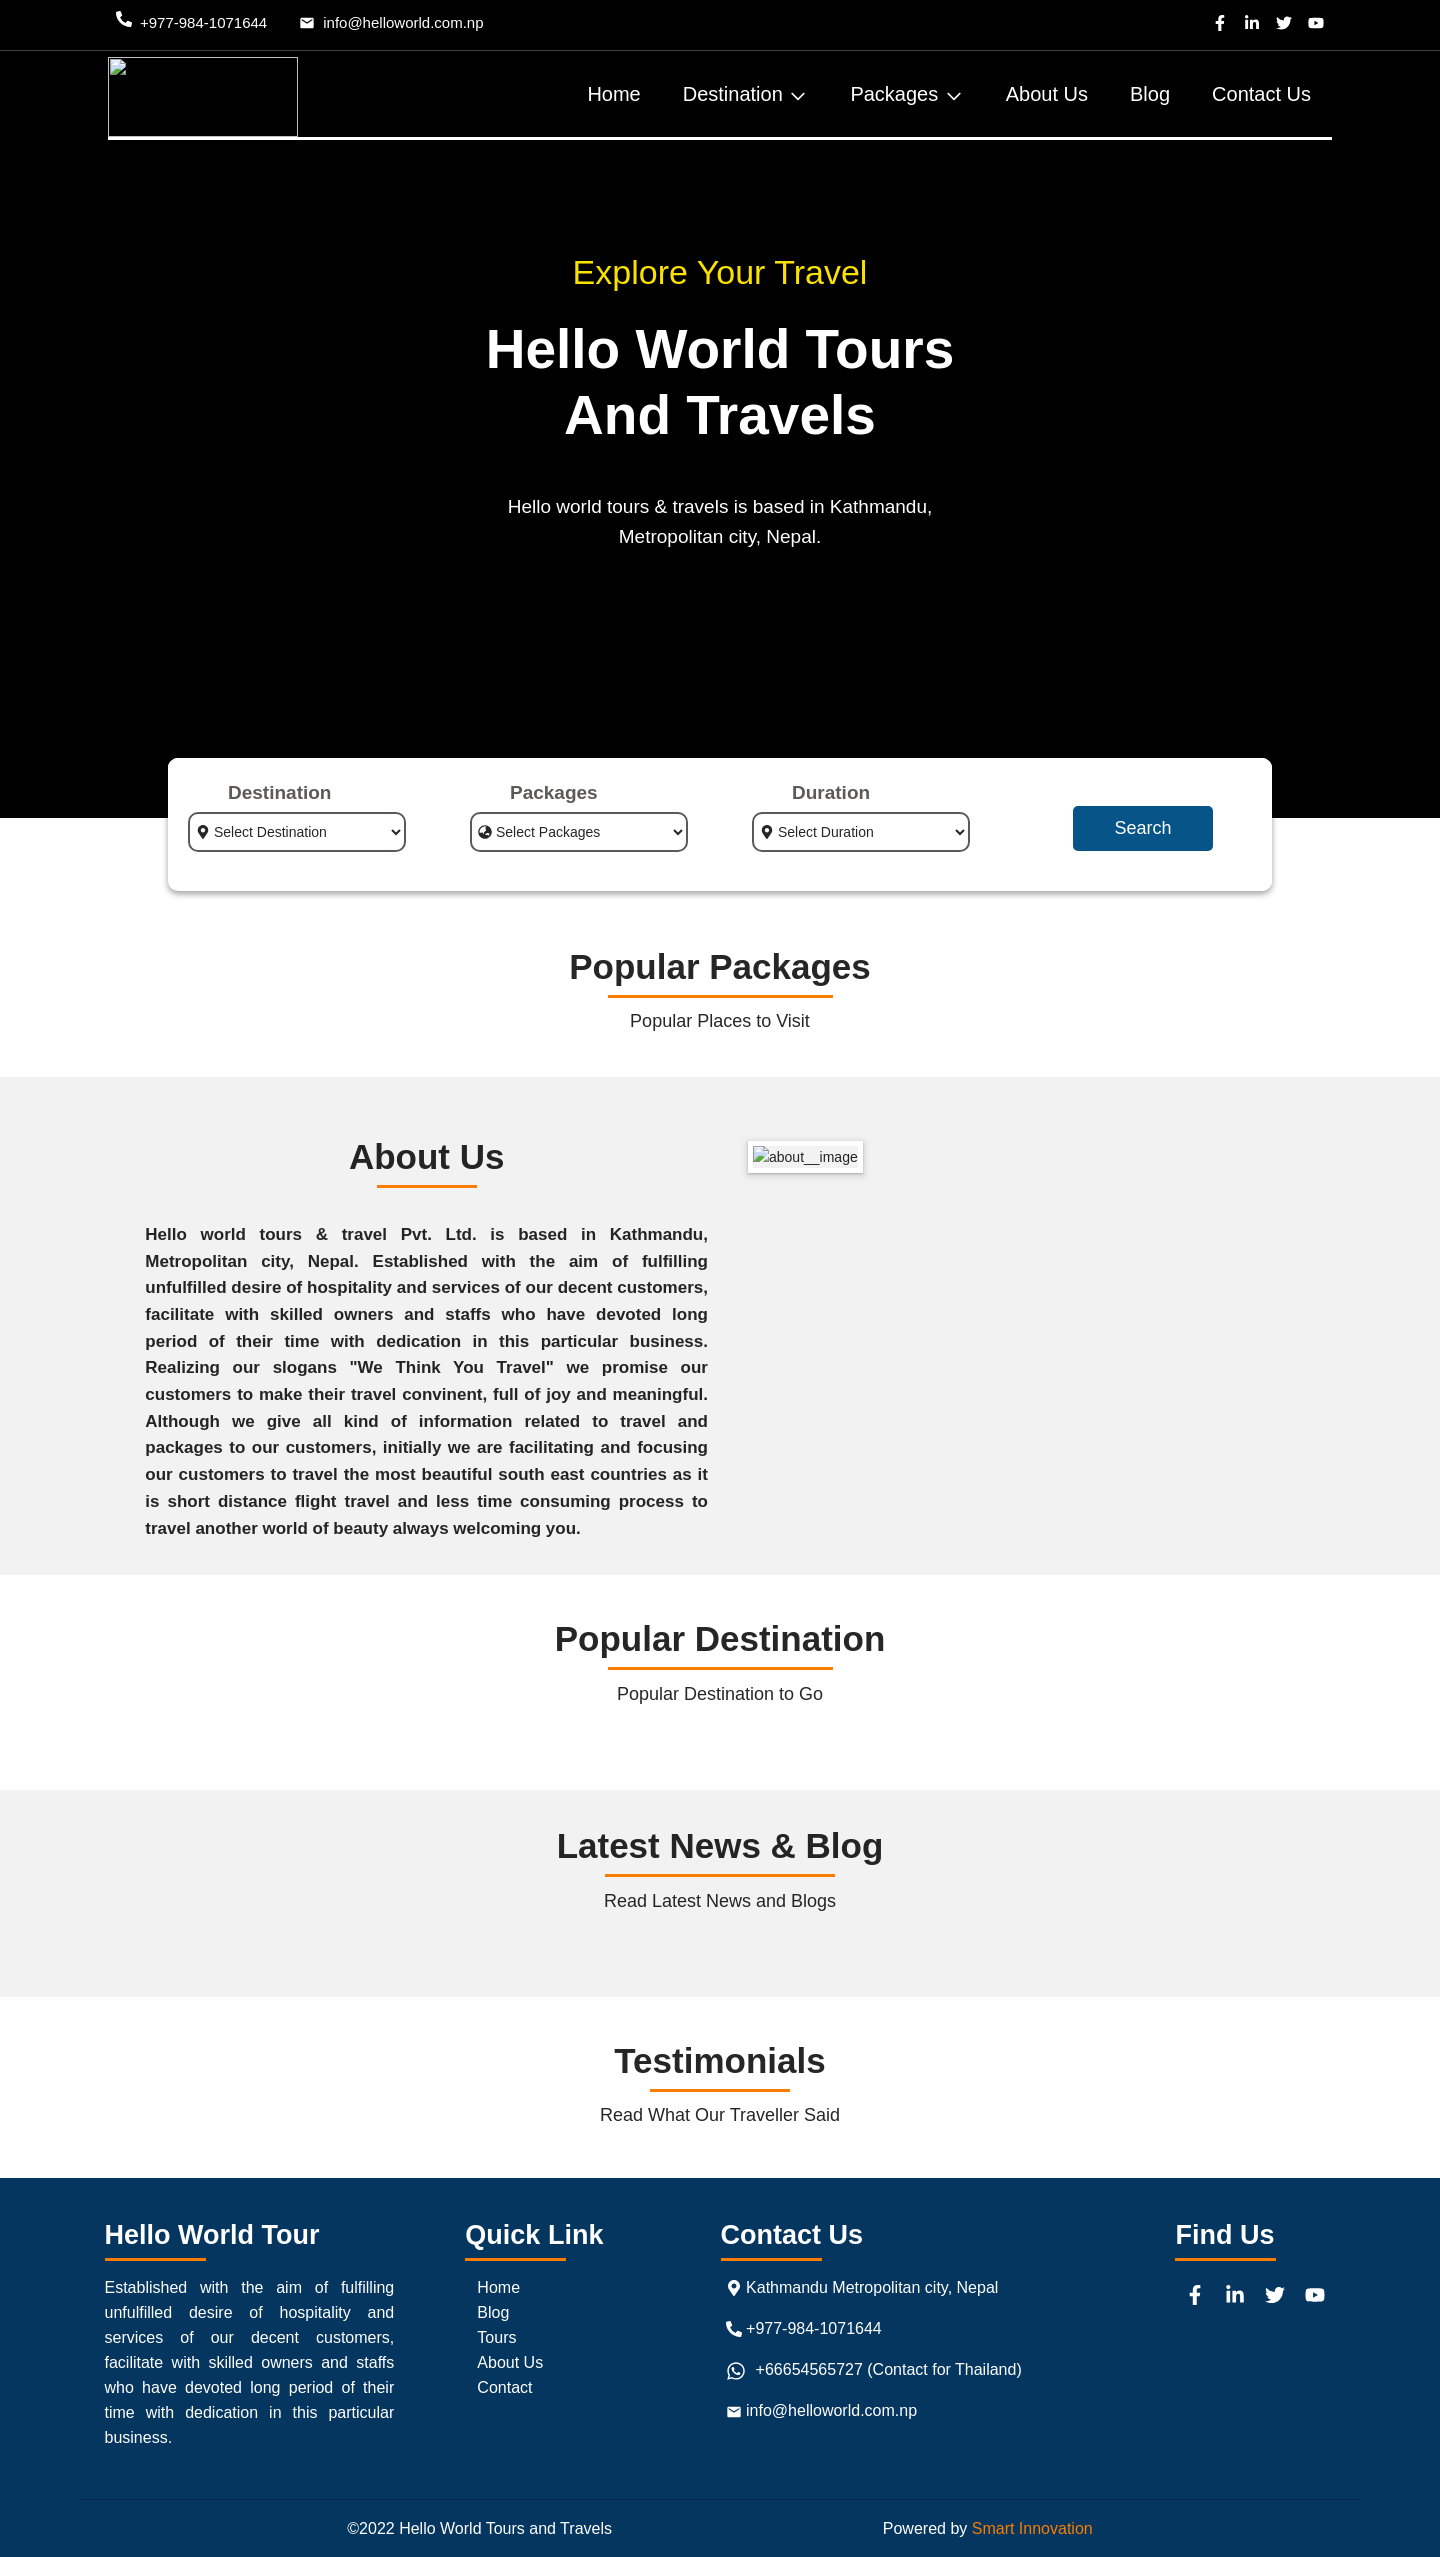 +977-984-1071644 info@helloworld.com.np
Home Destination Packages About Us Blog Contact Us
Explore Your Travel
Hello World Tours
And Travels
Hello world tours & travels is based in Kathmandu,
Metropolitan city, Nepal.
Destination Packages Duration
Select Destination Select Packages Select Duration Search
Popular Packages
Popular Places to Visit
About Us
about__image
Hello world tours & travel Pvt. Ltd. is based in Kathmandu,
Metropolitan city, Nepal. Established with the aim of fulfilling
unfulfilled desire of hospitality and services of our decent customers,
facilitate with skilled owners and staffs who have devoted long
period of their time with dedication in this particular business.
Realizing our slogans "We Think You Travel" we promise our
customers to make their travel convinent, full of joy and meaningful.
Although we give all kind of information related to travel and
packages to our customers, initially we are facilitating and focusing
our customers to travel the most beautiful south east countries as it
is short distance flight travel and less time consuming process to
travel another world of beauty always welcoming you.
Popular Destination
Popular Destination to Go
Latest News & Blog
Read Latest News and Blogs
Testimonials
Read What Our Traveller Said
Hello World Tour
Established with the aim of fulfilling
unfulfilled desire of hospitality and
services of our decent customers,
facilitate with skilled owners and staffs
who have devoted long period of their
time with dedication in this particular
business.
Quick Link
Home
Blog
Tours
About Us
Contact
Contact Us
Kathmandu Metropolitan city, Nepal
+977-984-1071644
+66654565727 (Contact for Thailand)
info@helloworld.com.np
Find Us
©2022 Hello World Tours and Travels
Powered by Smart Innovation